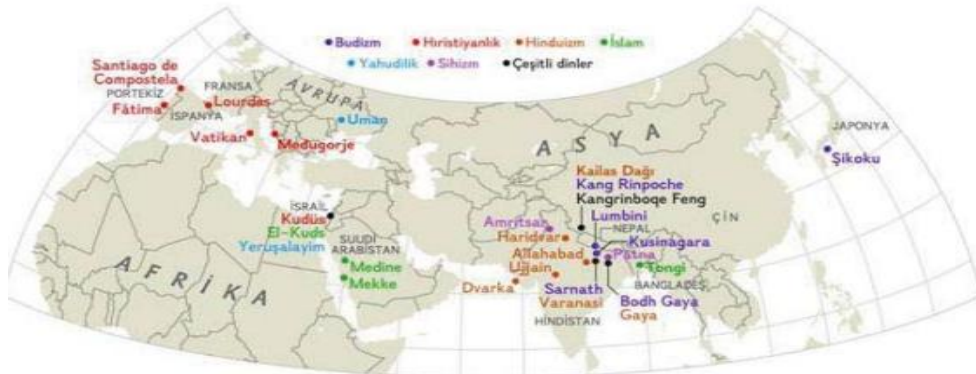 Budizm
Hıristiyanlık
Hinduizm
İslam
Yahudilik
Sihizm
Çeşitli dinler
Santiago de
Compostela
PORTEKİZ
Fátima
İSPANYA
FRANSA
Lourdes
AVRUPA
Uman
Vatikan
Medugorje
ASYA
JAPONYA
Şikoku
Kailas Dağı
Kang Rinpoche
Kangrinboqe Feng
Lumbini
ÇİN
NEPAL
Amritsar
Haridvar
Kusinagara
Allahabad
Patna
Ujjain
Tongi
Dvarka
BANGLADEŞ
Sarnath
Varanasi
Bodh Gaya
Gaya
HİNDİSTAN
İSRAİL
Kudüs
El-Kuds
Yeruşalayim
SUUDİ
ARABİSTAN
Medine
Mekke
AFRİKA